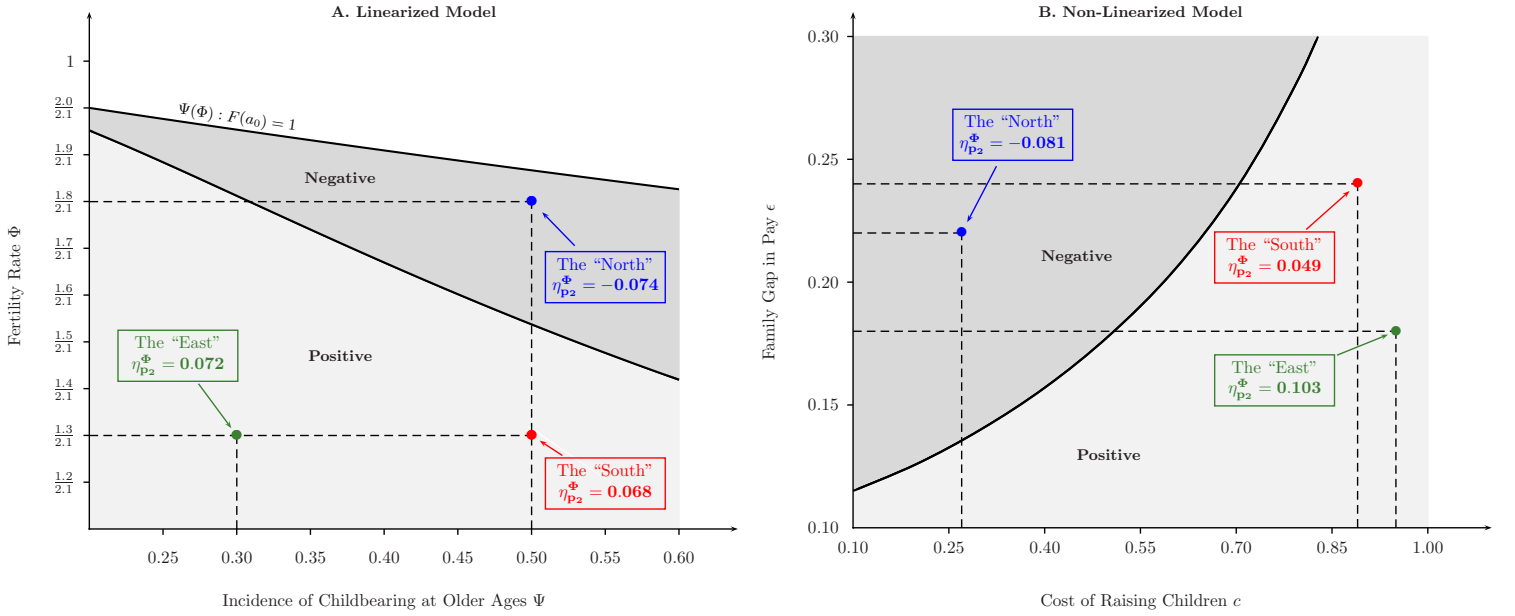 A. Linearized Model
1
2.0/2.1
1.9/2.1
1.8/2.1
1.7/2.1
1.6/2.1
1.5/2.1
1.4/2.1
1.3/2.1
1.2/2.1
Fertility Rate Φ
Ψ(Φ) : F(a₀) = 1
Negative
The “North”
η^Φ_p₂ = −0.074
Positive
The “East”
η^Φ_p₂ = 0.072
The “South”
η^Φ_p₂ = 0.068
0.25 0.30 0.35 0.40 0.45 0.50 0.55 0.60
Incidence of Childbearing at Older Ages Ψ
B. Non-Linearized Model
0.30
0.25
0.20
0.15
0.10
Family Gap in Pay ϵ
The “North”
η^Φ_p₂ = −0.081
Negative
The “South”
η^Φ_p₂ = 0.049
The “East”
η^Φ_p₂ = 0.103
Positive
0.10 0.25 0.40 0.55 0.70 0.85 1.00
Cost of Raising Children c